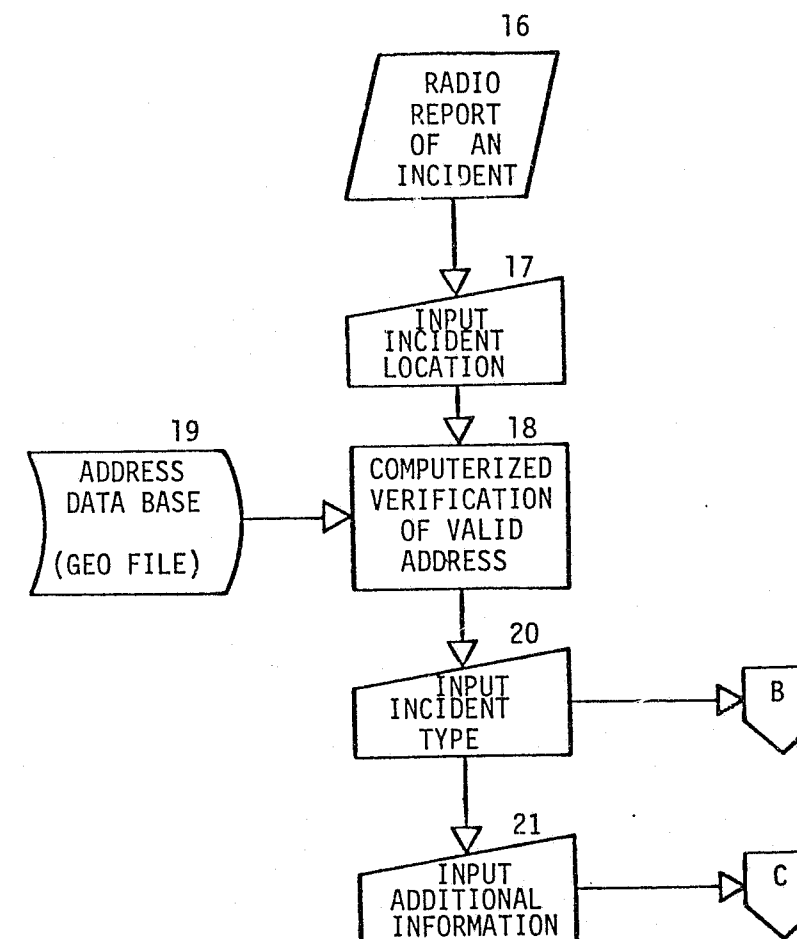 16
RADIO
REPORT
OF AN
INCIDENT
17
INPUT
INCIDENT
LOCATION
18
COMPUTERIZED
VERIFICATION
OF VALID
ADDRESS
19
ADDRESS
DATA BASE
(GEO FILE)
20
INPUT
INCIDENT
TYPE
B
21
INPUT
ADDITIONAL
INFORMATION
C